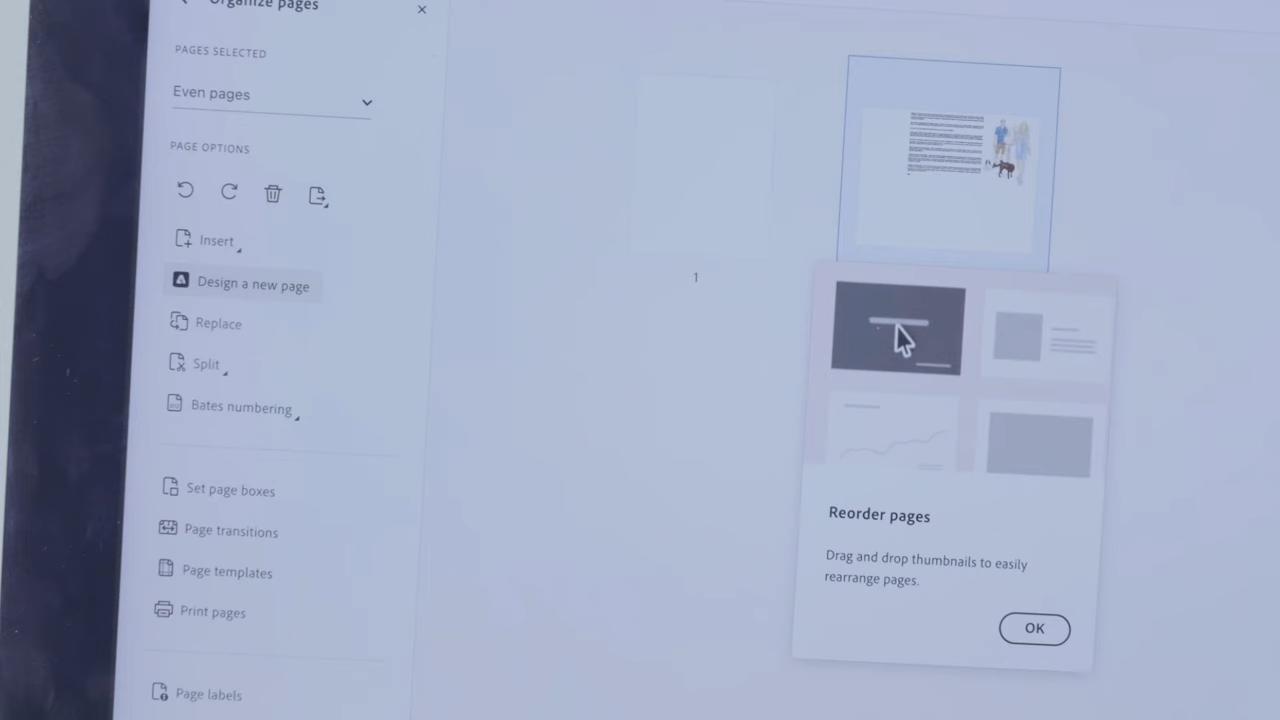 Organize pages
PAGES SELECTED
Even pages
PAGE OPTIONS
Insert
Design a new page
Replace
Split
Bates numbering
Set page boxes
Page transitions
Page templates
Print pages
Page labels
1
Reorder pages
Drag and drop thumbnails to easily
rearrange pages.
OK